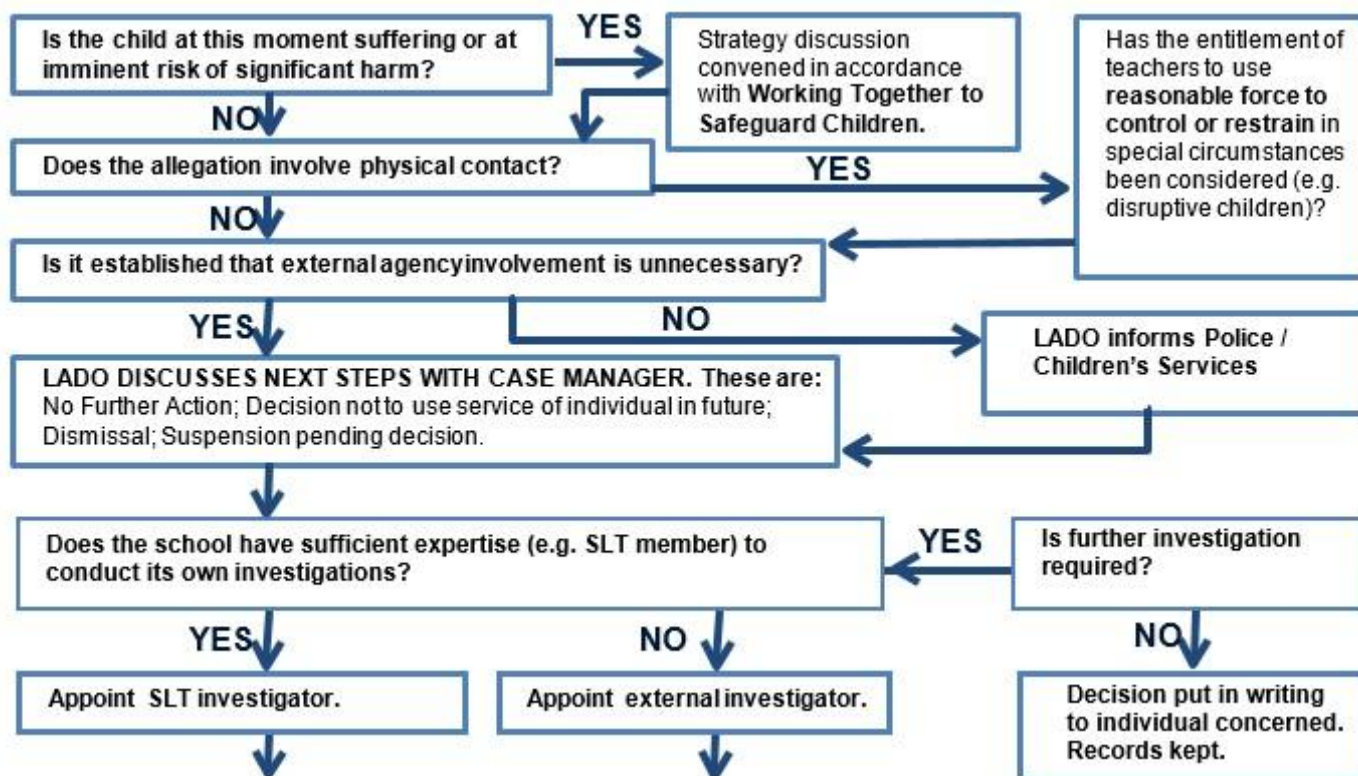 Is the child at this moment suffering or at
imminent risk of significant harm?
YES
Strategy discussion
convened in accordance
with Working Together to
Safeguard Children.
Has the entitlement of
teachers to use
reasonable force to
control or restrain in
special circumstances
been considered (e.g.
disruptive children)?
NO
Does the allegation involve physical contact?
YES
NO
Is it established that external agencyinvolvement is unnecessary?
YES
NO
LADO informs Police /
Children's Services
LADO DISCUSSES NEXT STEPS WITH CASE MANAGER. These are:
No Further Action; Decision not to use service of individual in future;
Dismissal; Suspension pending decision.
Does the school have sufficient expertise (e.g. SLT member) to
conduct its own investigations?
YES
Is further investigation
required?
YES
NO
NO
Appoint SLT investigator.
Appoint external investigator.
Decision put in writing
to individual concerned.
Records kept.